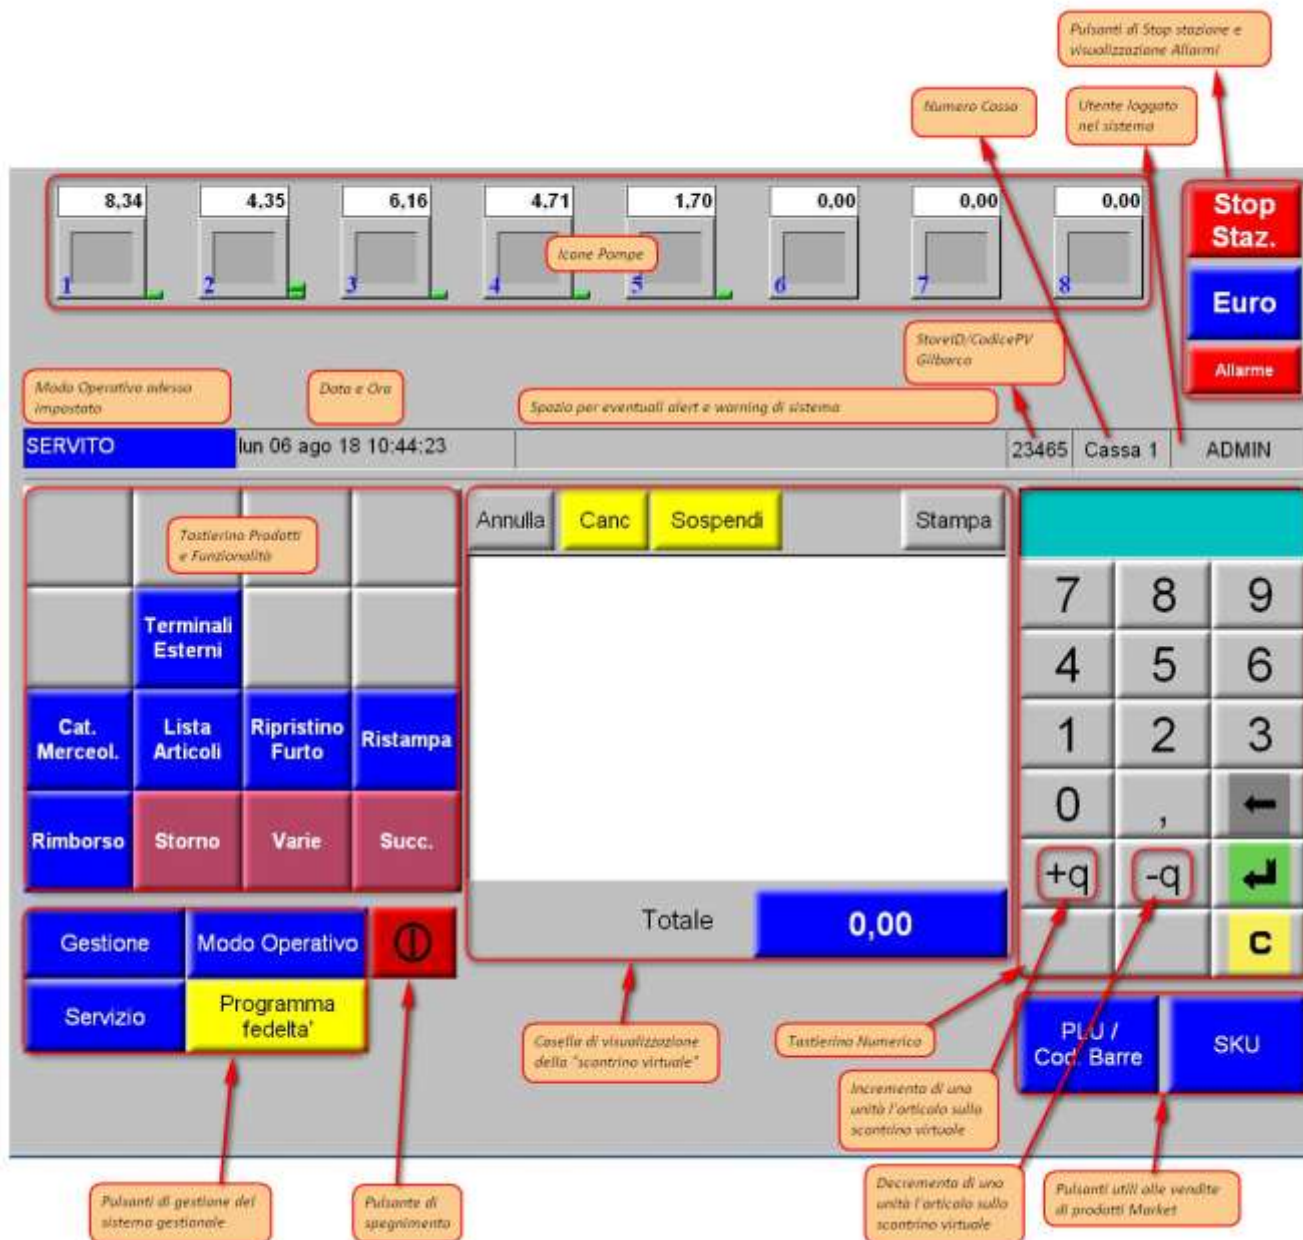 Pulsanti di Stop stazione e
visualizzazione Allarmi
Numero Cassa
Utente loggato
nel sistema
8,34
4,35
6,16
4,71
1,70
0,00
0,00
0,00
Stop
Staz.
Icone Pompe
1
2
3
4
5
6
7
8
Euro
StoreID/CodicePV
Gilbarco
Allarme
Modo Operativo adesso
impostato
Data e Ora
Spazio per eventuali alert e warning di sistema
SERVITO
lun 06 ago 18 10:44:23
23465
Cassa 1
ADMIN
Tastierino Prodotti
e Funzionalità
Annulla
Canc
Sospendi
Stampa
7
8
9
Terminali
Esterni
4
5
6
Cat.
Merceol.
Lista
Articoli
Ripristino
Furto
Ristampa
1
2
3
0
,
Rimborso
Storno
Varie
Succ.
+q
-q
Totale
0,00
C
Gestione
Modo Operativo
Servizio
Programma
fedelta'
Casella di visualizzazione
della "scontrino virtuale"
Tastierino Numerico
PLU /
Cod. Barre
SKU
Incrementa di una
unità l'articolo sullo
scontrino virtuale
Decrementa di una
unità l'articolo sullo
scontrino virtuale
Pulsanti di gestione del
sistema gestionale
Pulsante di
spegnimento
Pulsanti utili alle vendite
di prodotti Market